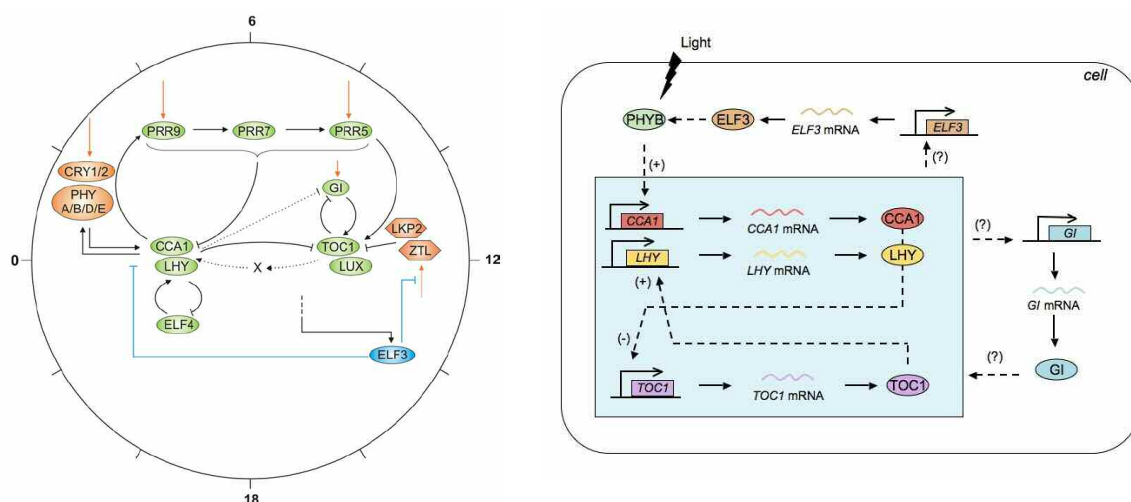 6
PRR9
PRR7
PRR5
CRY1/2
PHY
A/B/D/E
GI
LKP2
ZTL
CCA1
LHY
TOC1
LUX
X
0
12
ELF4
ELF3
18
Light
cell
PHYB
ELF3
ELF3 mRNA
ELF3
(+)
(?)
CCA1
CCA1 mRNA
CCA1
(?)
GI
LHY
LHY mRNA
LHY
(+)
GI mRNA
(-)
(?)
GI
TOC1
TOC1 mRNA
TOC1